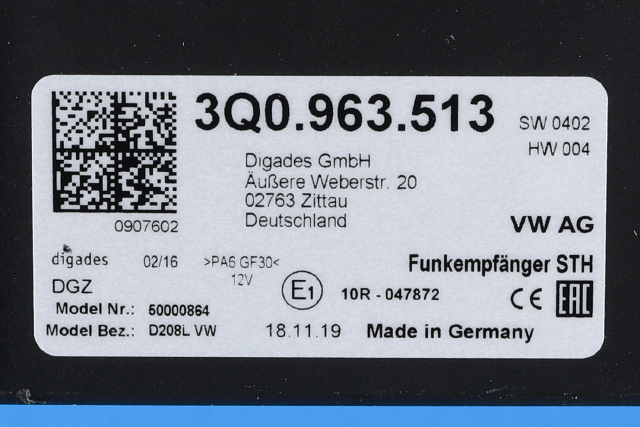 3Q0.963.513
SW 0402
HW 004
Digades GmbH
Äußere Weberstr. 20
02763 Zittau
Deutschland
0907602
VW AG
digades 02/16 >PA6 GF30<
12V
Funkempfänger STH
DGZ
E1
10R - 047872
CE EAC
Model Nr.: 50000864
Model Bez.: D208L VW
18.11.19
Made in Germany